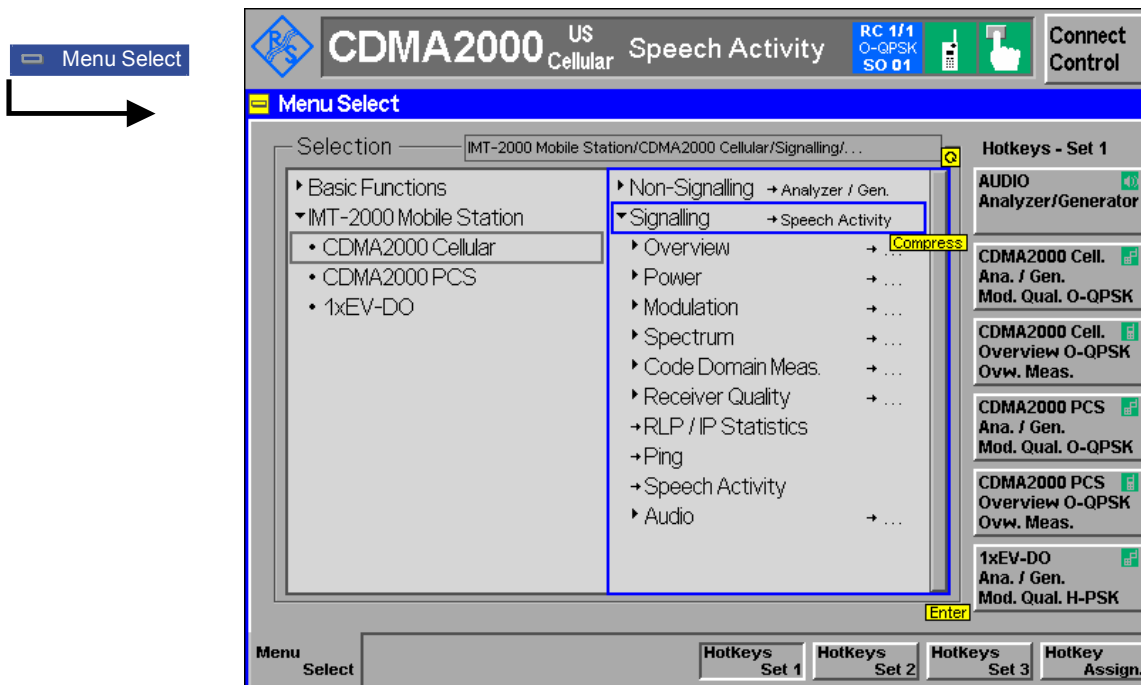 Menu Select
R&S CDMA2000 US Cellular Speech Activity
RC 1/1
O-QPSK
SO 01
Connect
Control
Menu Select
Selection IMT-2000 Mobile Station/CDMA2000 Cellular/Signalling/...
Basic Functions
IMT-2000 Mobile Station
CDMA2000 Cellular
CDMA2000 PCS
1xEV-DO
Non-Signalling → Analyzer / Gen.
Signalling → Speech Activity
Compress
Overview → ...
Power → ...
Modulation → ...
Spectrum → ...
Code Domain Meas. → ...
Receiver Quality → ...
→ RLP / IP Statistics
→ Ping
→ Speech Activity
Audio → ...
Enter
Hotkeys - Set 1
AUDIO
Analyzer/Generator
CDMA2000 Cell.
Ana. / Gen.
Mod. Qual. O-QPSK
CDMA2000 Cell.
Overview O-QPSK
Ovw. Meas.
CDMA2000 PCS
Ana. / Gen.
Mod. Qual. O-QPSK
CDMA2000 PCS
Overview O-QPSK
Ovw. Meas.
1xEV-DO
Ana. / Gen.
Mod. Qual. H-PSK
Menu
Select
Hotkeys
Set 1
Hotkeys
Set 2
Hotkeys
Set 3
Hotkey
Assign.